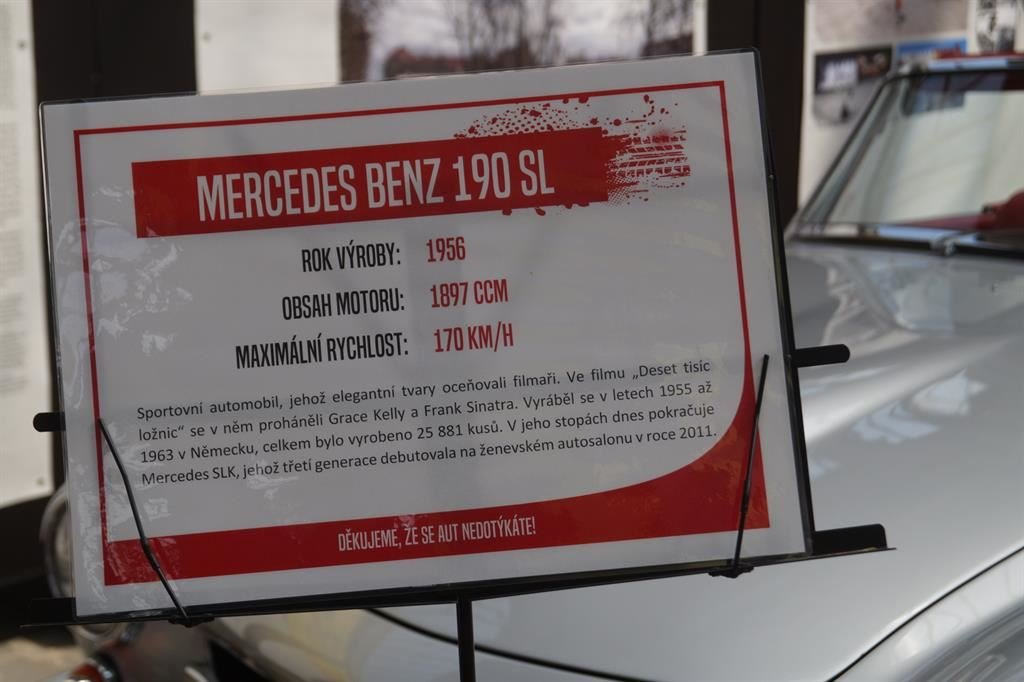 MERCEDES BENZ 190 SL
ROK VÝROBY: 1956
OBSAH MOTORU: 1897 CCM
MAXIMÁLNÍ RYCHLOST: 170 KM/H
Sportovní automobil, jehož elegantní tvary oceňovali filmaři. Ve filmu „Deset tisíc
ložnic“ se v něm proháněli Grace Kelly a Frank Sinatra. Vyráběl se v letech 1955 až
1963 v Německu, celkem bylo vyrobeno 25 881 kusů. V jeho stopách dnes pokračuje
Mercedes SLK, jehož třetí generace debutovala na ženevském autosalonu v roce 2011.
DĚKUJEME, ŽE SE AUT NEDOTÝKÁTE!